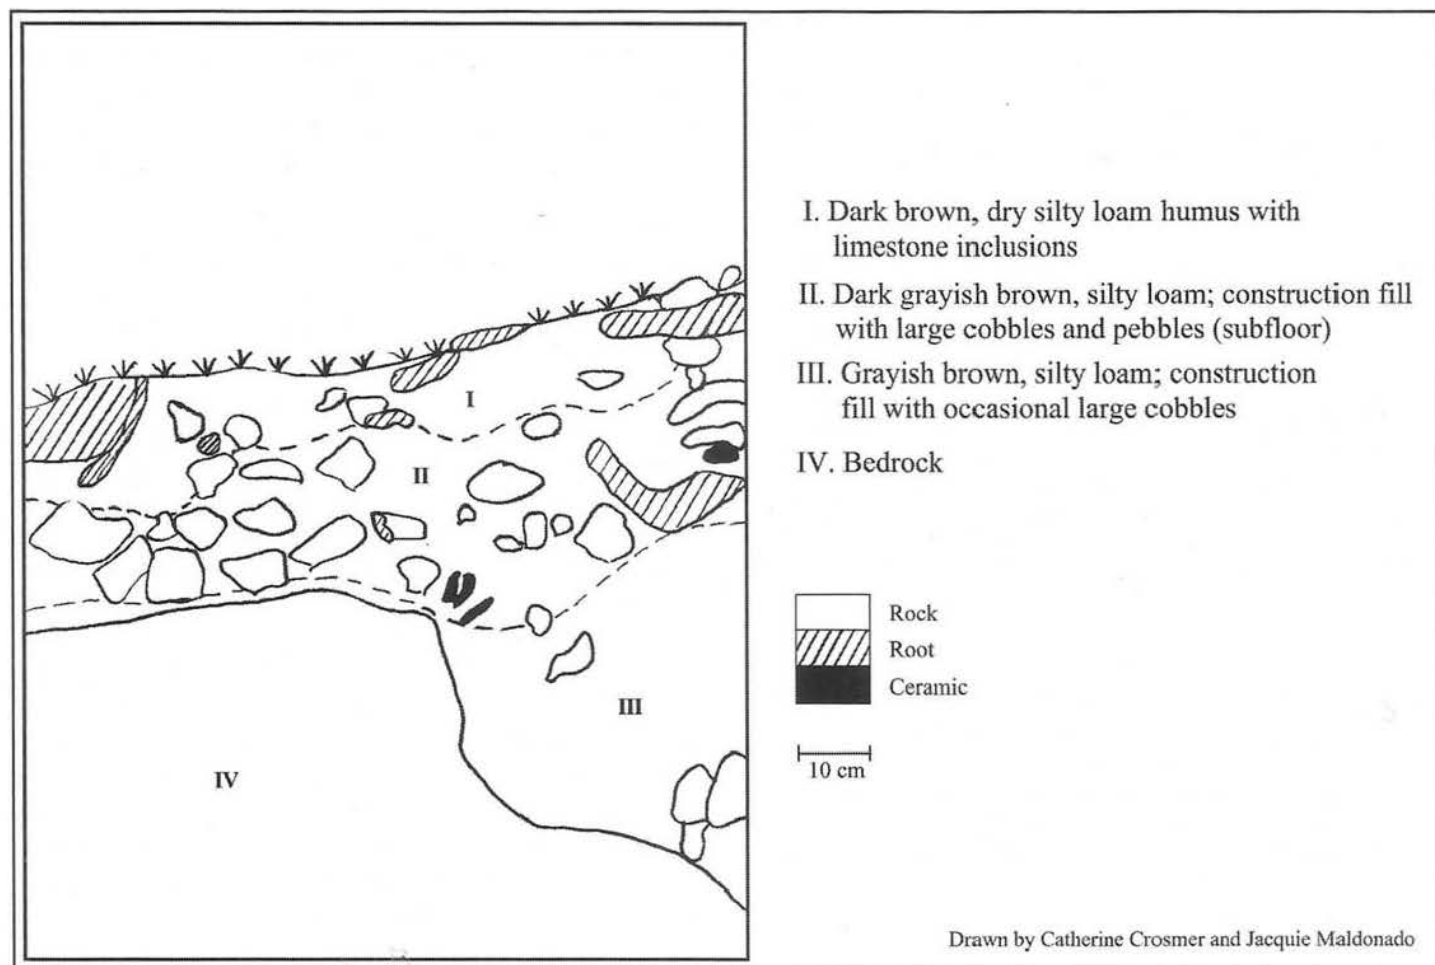 I. Dark brown, dry silty loam humus with
limestone inclusions
II. Dark grayish brown, silty loam; construction fill
with large cobbles and pebbles (subfloor)
III. Grayish brown, silty loam; construction
fill with occasional large cobbles
IV. Bedrock
I
II
III
IV
Rock
Root
Ceramic
10 cm
Drawn by Catherine Crosmer and Jacquie Maldonado